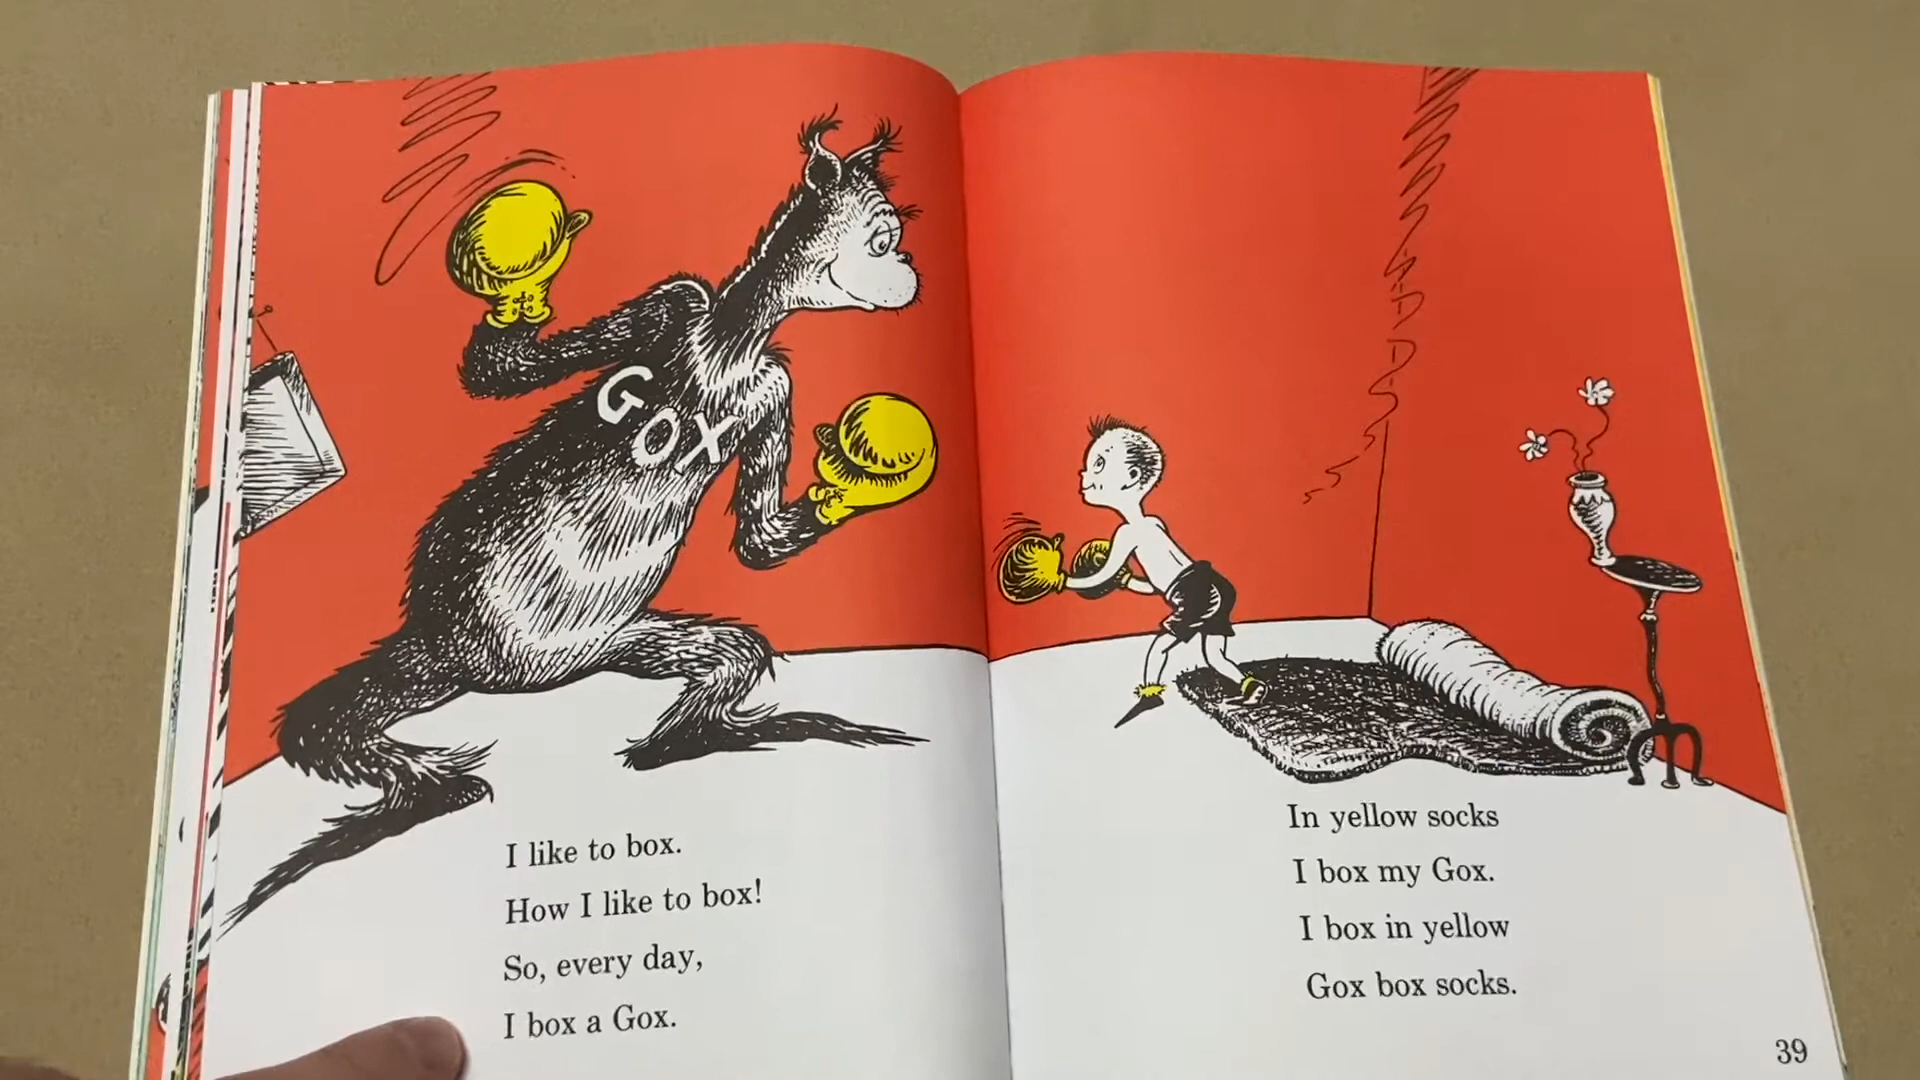 GOX
I like to box.
How I like to box!
So, every day,
I box a Gox.
In yellow socks
I box my Gox.
I box in yellow
Gox box socks.
39